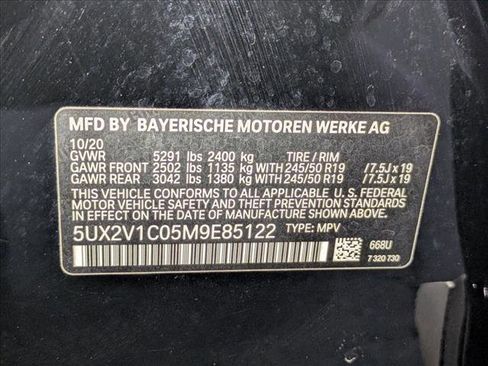 MFD BY BAYERISCHE MOTOREN WERKE AG
10/20
GVWR 5291 lbs 2400 kg TIRE / RIM
GAWR FRONT 2502 lbs 1135 kg WITH 245/50 R19 / 7.5J x 19
GAWR REAR 3042 lbs 1380 kg WITH 245/50 R19 / 7.5J x 19
THIS VEHICLE CONFORMS TO ALL APPLICABLE U. S. FEDERAL
MOTOR VEHICLE SAFETY AND THEFT PREVENTION STANDARDS
IN EFFECT ON THE DATE OF MANUFACTURE SHOWN ABOVE.
5UX2V1C05M9E85122 TYPE: MPV
668U
7 320 730